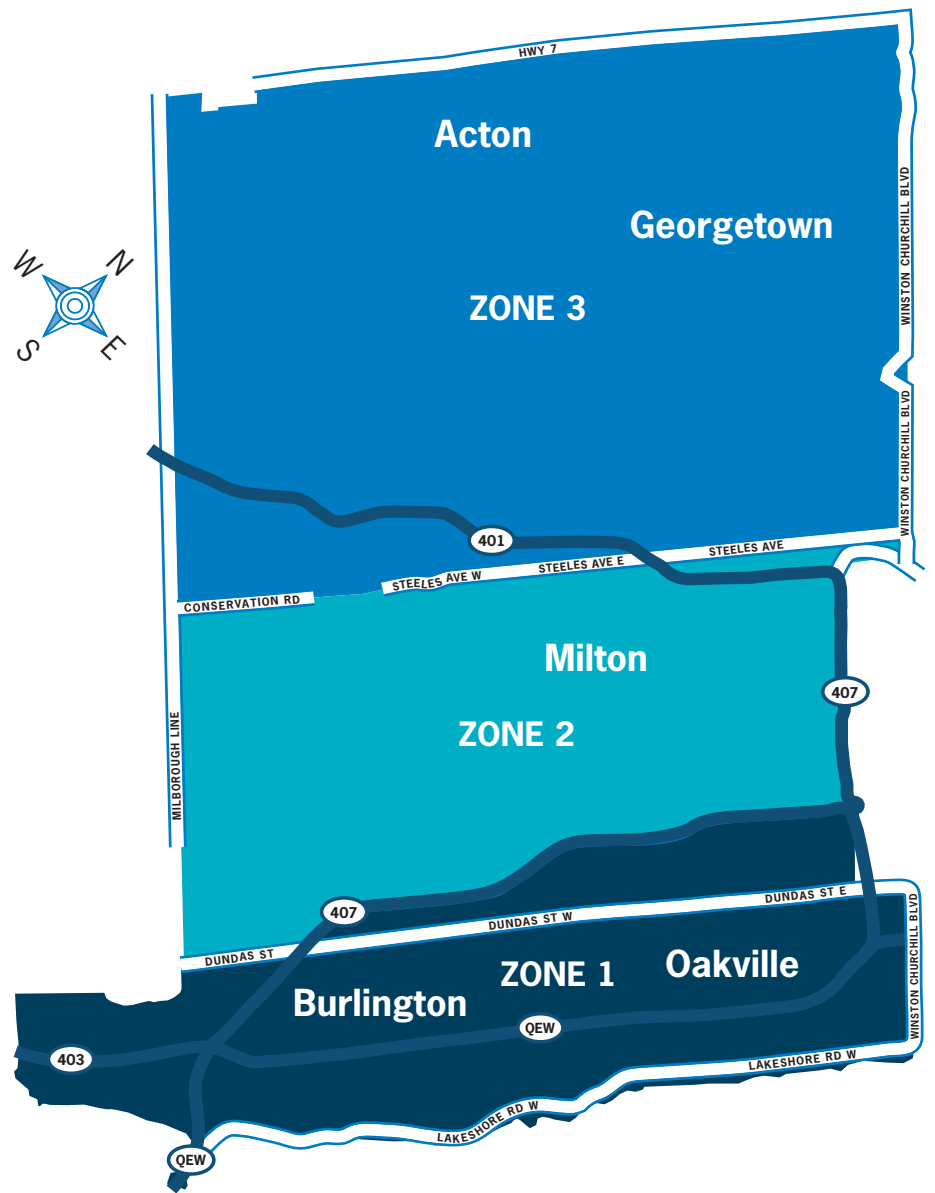 HWY 7
Acton
WINSTON CHURCHILL BLVD
Georgetown
W
N
S
E
ZONE 3
WINSTON CHURCHILL BLVD
401
STEELES AVE
STEELES AVE E
STEELES AVE W
CONSERVATION RD
Milton
407
ZONE 2
MILBOROUGH LINE
407
DUNDAS ST E
DUNDAS ST W
DUNDAS ST
WINSTON CHURCHILL BLVD
Oakville
ZONE 1
Burlington
QEW
403
LAKESHORE RD W
LAKESHORE RD W
QEW